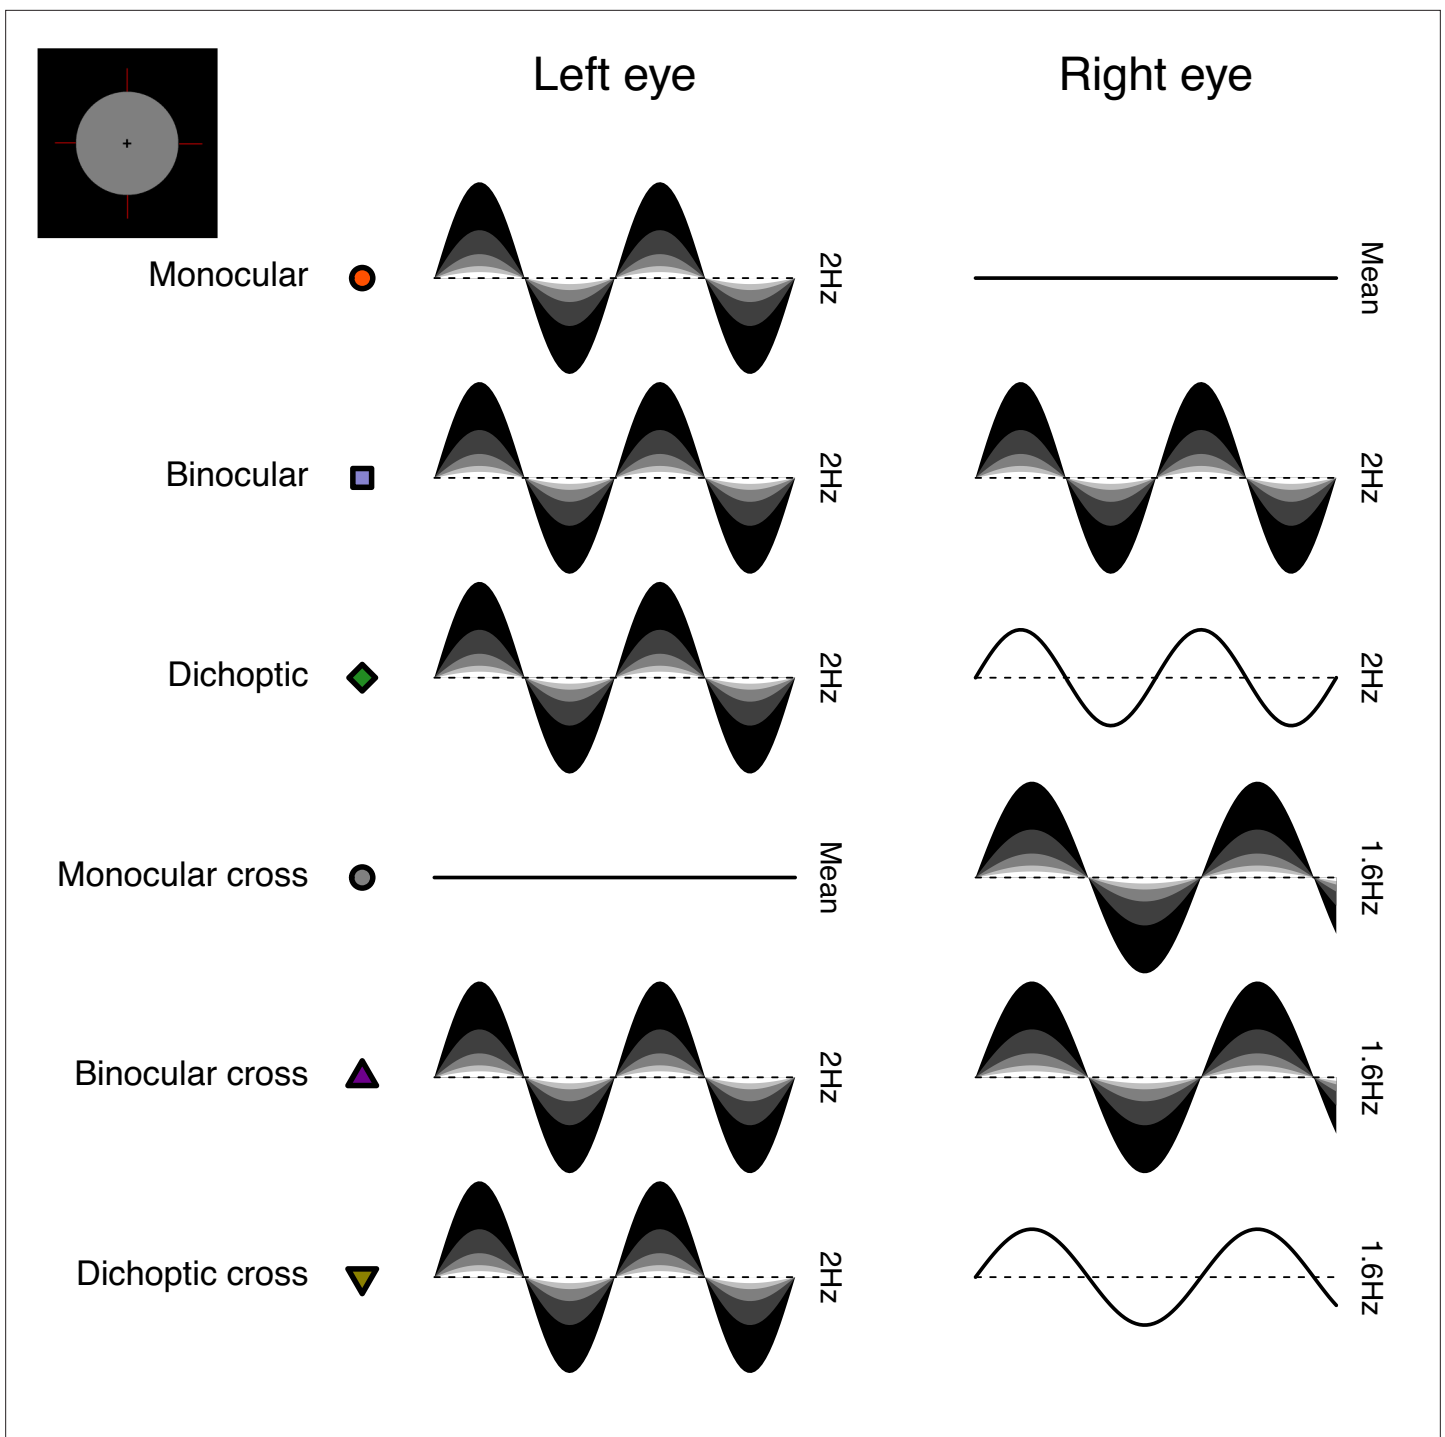 Left eye
Right eye
Monocular
2Hz
Mean
Binocular
2Hz
2Hz
Dichoptic
2Hz
2Hz
Monocular cross
Mean
1.6Hz
Binocular cross
2Hz
1.6Hz
Dichoptic cross
2Hz
1.6Hz